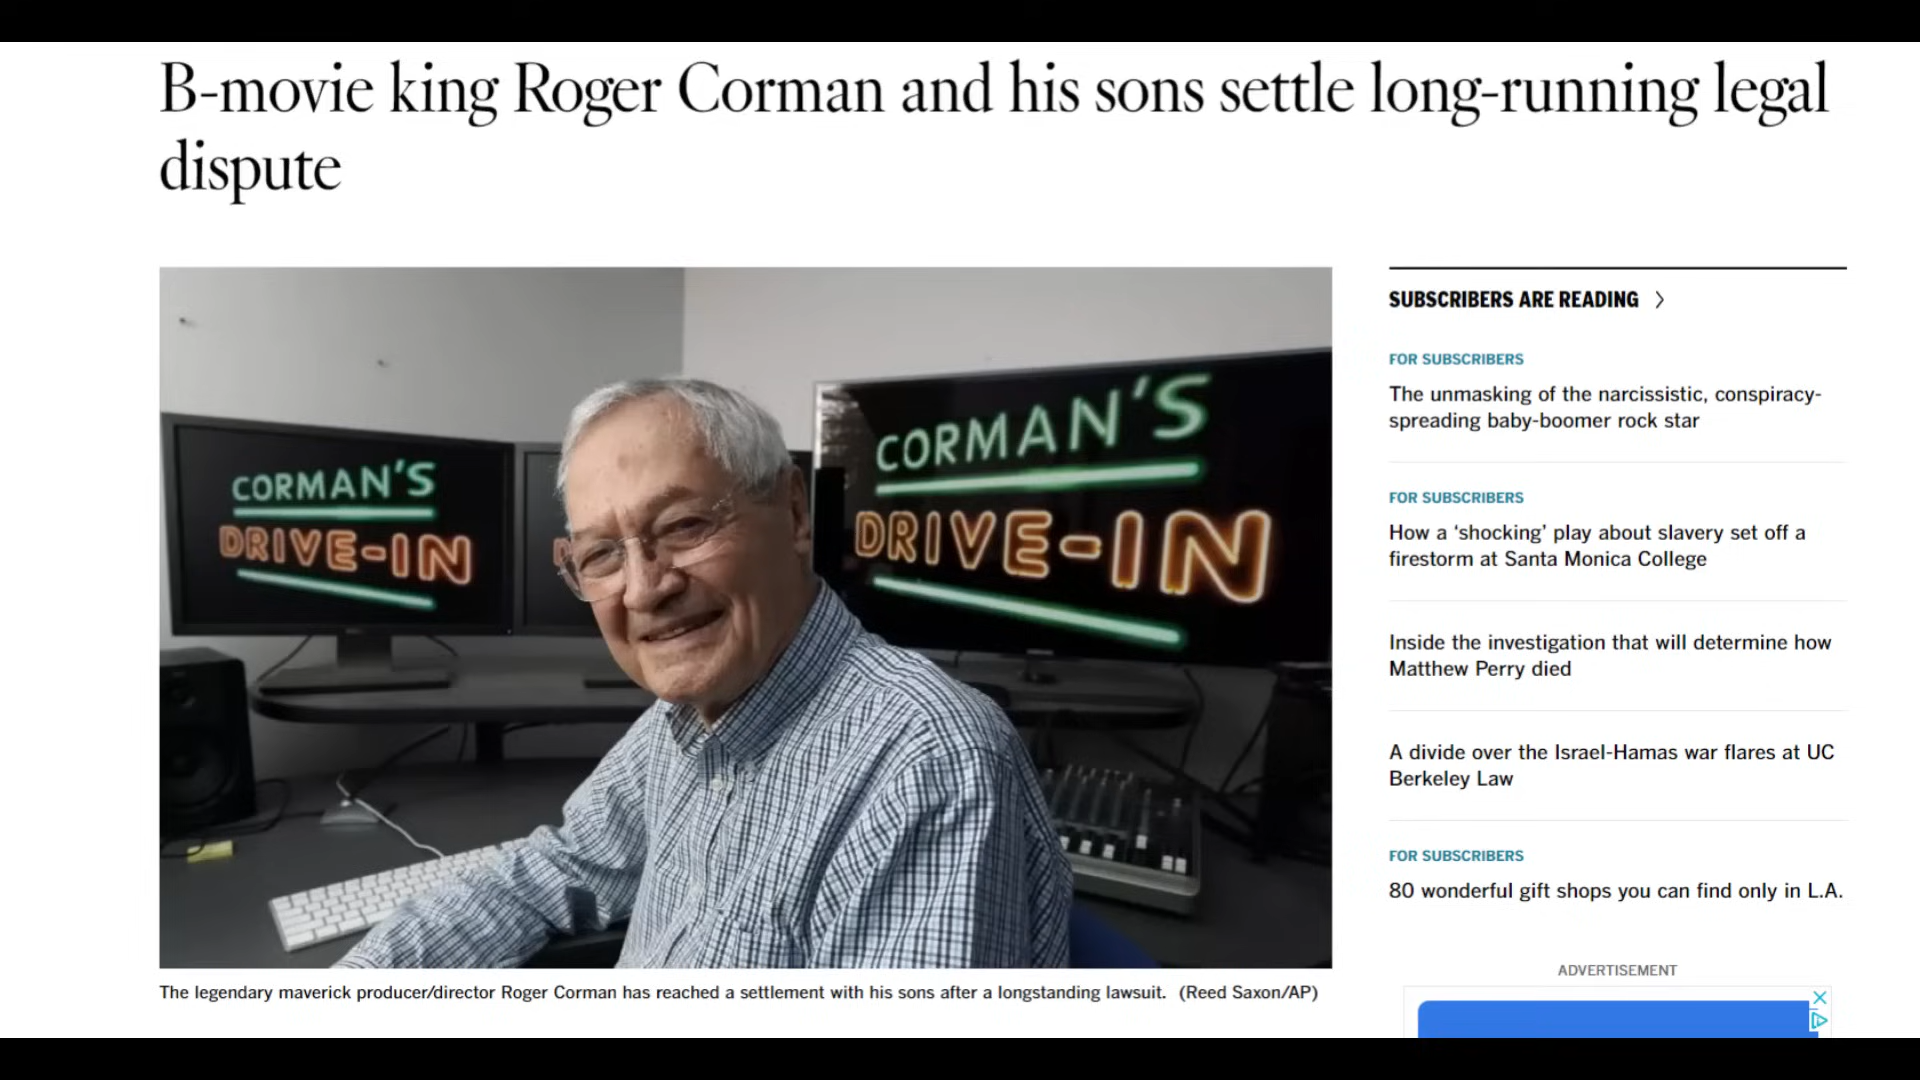 B-movie king Roger Corman and his sons settle long-running legal
dispute
CORMAN'S
DRIVE-IN
CORMAN'S
DRIVE-IN
The legendary maverick producer/director Roger Corman has reached a settlement with his sons after a longstanding lawsuit. (Reed Saxon/AP)
SUBSCRIBERS ARE READING
FOR SUBSCRIBERS
The unmasking of the narcissistic, conspiracy-
spreading baby-boomer rock star
FOR SUBSCRIBERS
How a ‘shocking’ play about slavery set off a
firestorm at Santa Monica College
Inside the investigation that will determine how
Matthew Perry died
A divide over the Israel-Hamas war flares at UC
Berkeley Law
FOR SUBSCRIBERS
80 wonderful gift shops you can find only in L.A.
ADVERTISEMENT